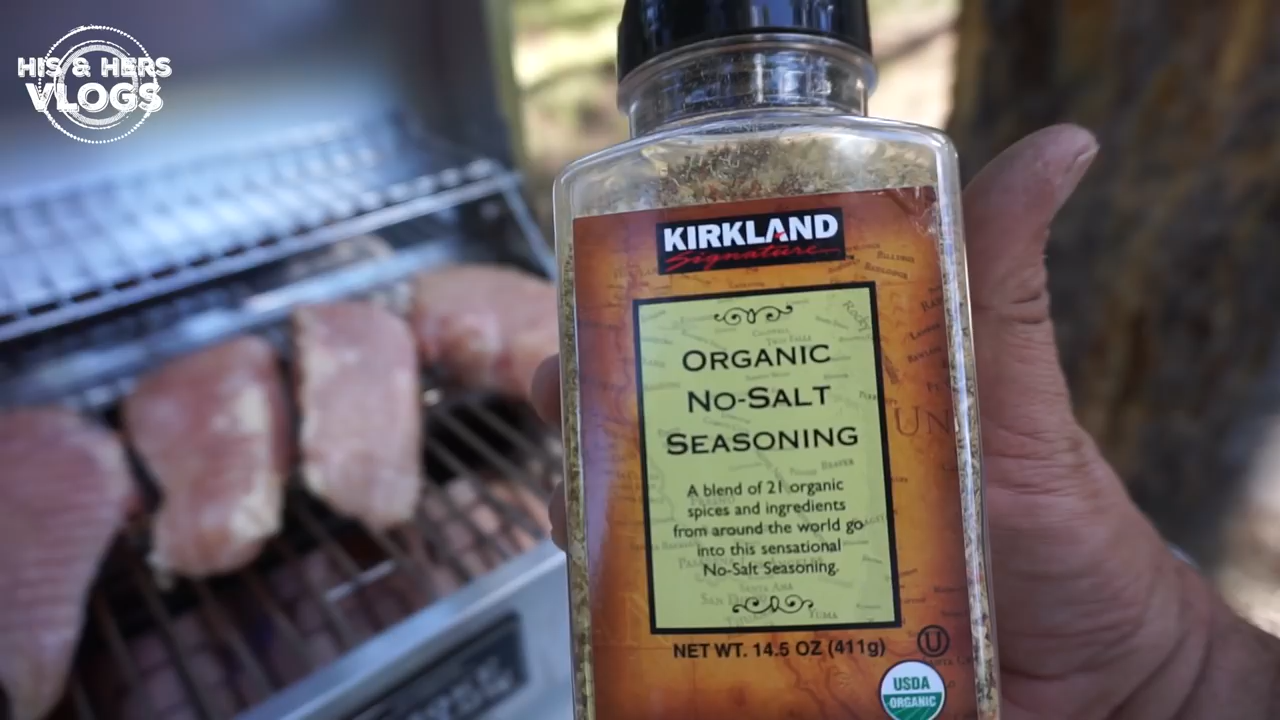 HIS & HERS
VLOGS
KIRKLAND
Signature
ORGANIC
NO-SALT
SEASONING
A blend of 21 organic
spices and ingredients
from around the world go
into this sensational
No-Salt Seasoning.
NET WT. 14.5 OZ (411g)
U
USDA
ORGANIC